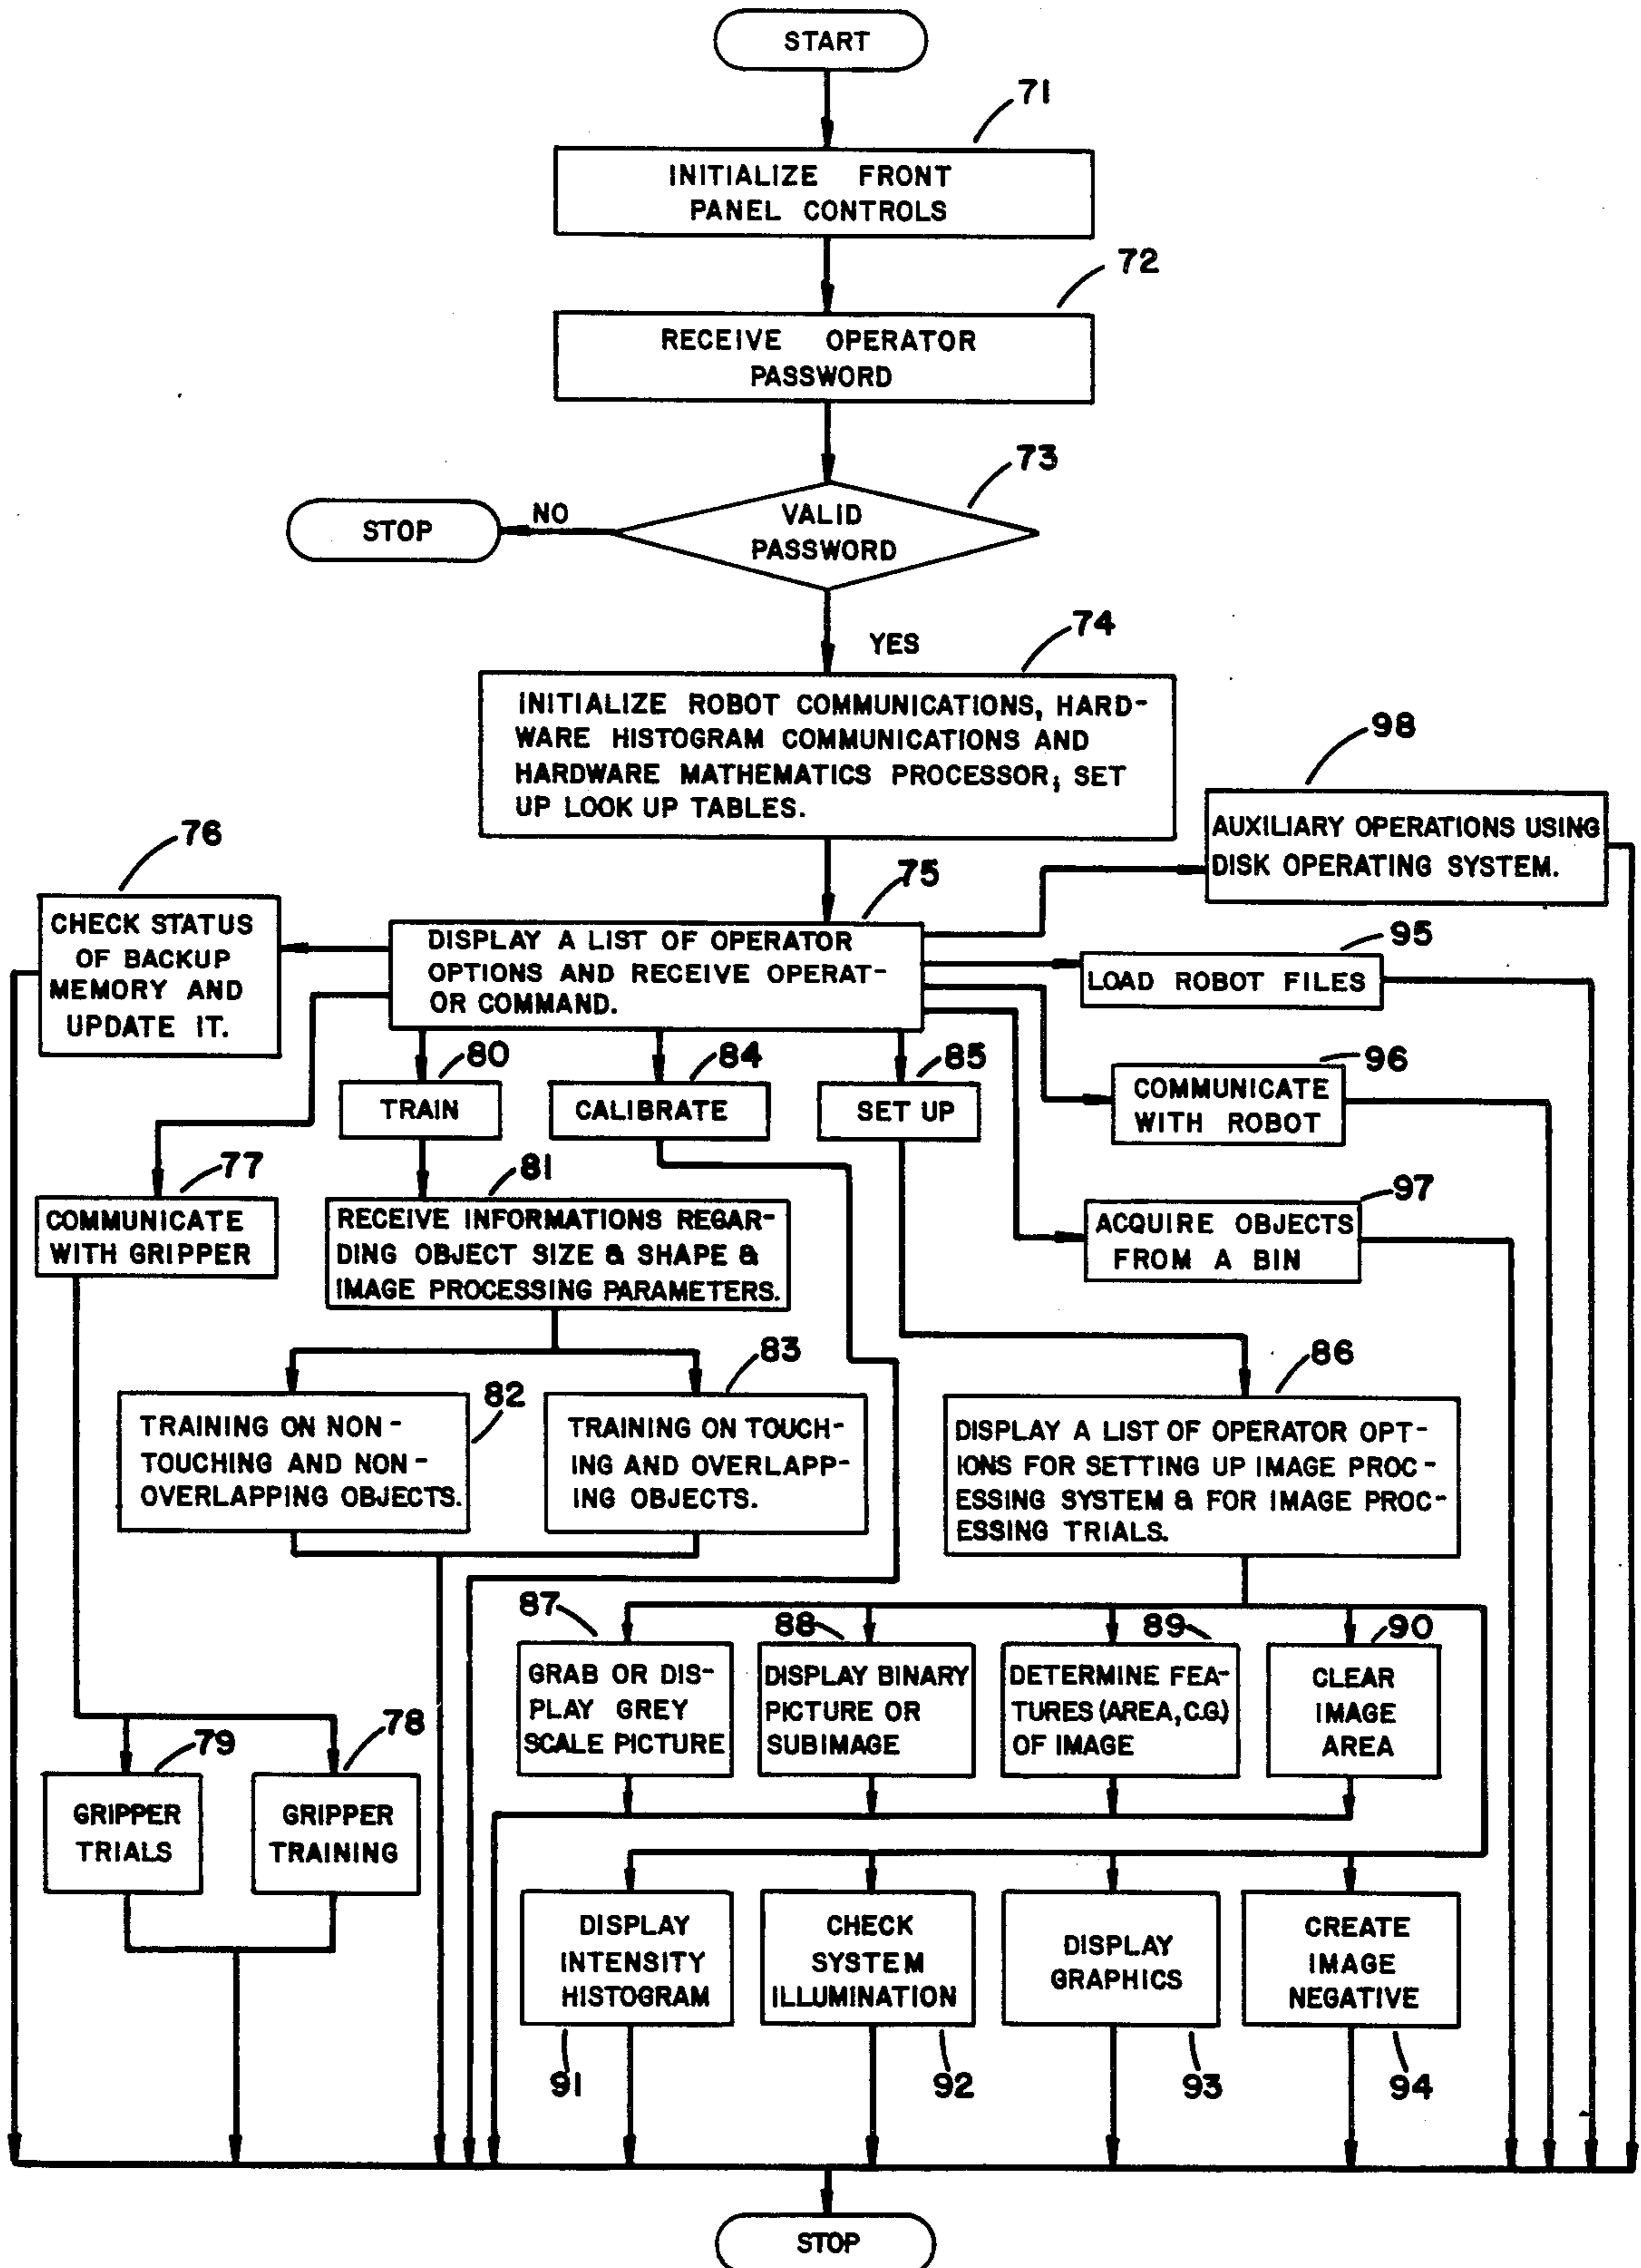 START
71
INITIALIZE FRONT
PANEL CONTROLS
72
RECEIVE OPERATOR
PASSWORD
73
VALID
PASSWORD
NO
STOP
YES
74
INITIALIZE ROBOT COMMUNICATIONS, HARD-
WARE HISTOGRAM COMMUNICATIONS AND
HARDWARE MATHEMATICS PROCESSOR; SET
UP LOOK UP TABLES.
98
AUXILIARY OPERATIONS USING
DISK OPERATING SYSTEM.
76
CHECK STATUS
OF BACKUP
MEMORY AND
UPDATE IT.
75
DISPLAY A LIST OF OPERATOR
OPTIONS AND RECEIVE OPERAT-
OR COMMAND.
95
LOAD ROBOT FILES
80
TRAIN
84
CALIBRATE
85
SET UP
96
COMMUNICATE
WITH ROBOT
77
COMMUNICATE
WITH GRIPPER
81
RECEIVE INFORMATIONS REGAR-
DING OBJECT SIZE & SHAPE &
IMAGE PROCESSING PARAMETERS.
97
ACQUIRE OBJECTS
FROM A BIN
82
TRAINING ON NON-
TOUCHING AND NON-
OVERLAPPING OBJECTS.
83
TRAINING ON TOUCH-
ING AND OVERLAPP-
ING OBJECTS.
86
DISPLAY A LIST OF OPERATOR OPT-
IONS FOR SETTING UP IMAGE PROC-
ESSING SYSTEM & FOR IMAGE PROC-
ESSING TRIALS.
87
GRAB OR DIS-
PLAY GREY
SCALE PICTURE
88
DISPLAY BINARY
PICTURE OR
SUBIMAGE
89
DETERMINE FEA-
TURES (AREA, C.G.)
OF IMAGE
90
CLEAR
IMAGE
AREA
79
GRIPPER
TRIALS
78
GRIPPER
TRAINING
DISPLAY
INTENSITY
HISTOGRAM
91
CHECK
SYSTEM
ILLUMINATION
92
DISPLAY
GRAPHICS
93
CREATE
IMAGE
NEGATIVE
94
STOP